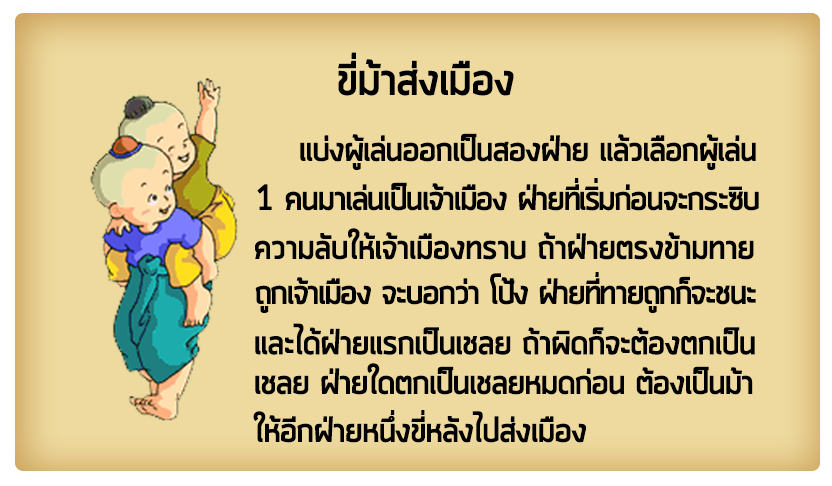 ขี่ม้าส่งเมือง
แบ่งผู้เล่นออกเป็นสองฝ่าย แล้วเลือกผู้เล่น
1 คนมาเล่นเป็นเจ้าเมือง ฝ่ายที่เริ่มก่อนจะกระซิบ
ความลับให้เจ้าเมืองทราบ ถ้าฝ่ายตรงข้ามทาย
ถูกเจ้าเมือง จะบอกว่า โป้ง ฝ่ายที่ทายถูกก็จะชนะ
และได้ฝ่ายแรกเป็นเชลย ถ้าผิดก็จะต้องตกเป็น
เชลย ฝ่ายใดตกเป็นเชลยหมดก่อน ต้องเป็นม้า
ให้อีกฝ่ายหนึ่งขี่หลังไปส่งเมือง